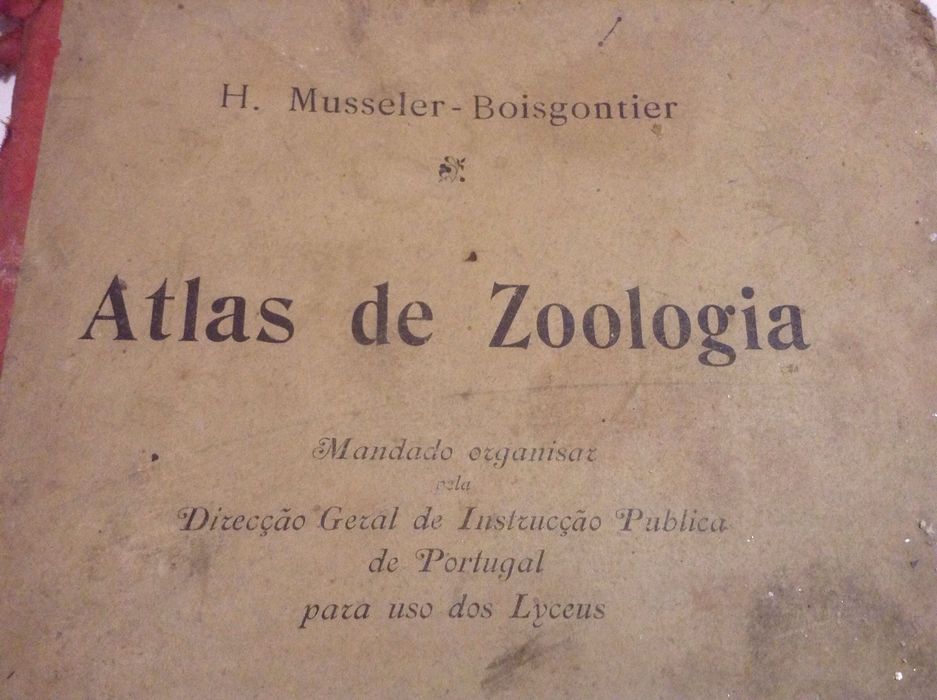 H. Musseler-Boisgontier
Atlas de Zoologia
Mandado organisar
pela
Direcção Geral de Instrucção Publica
de Portugal
para uso dos Lyceus